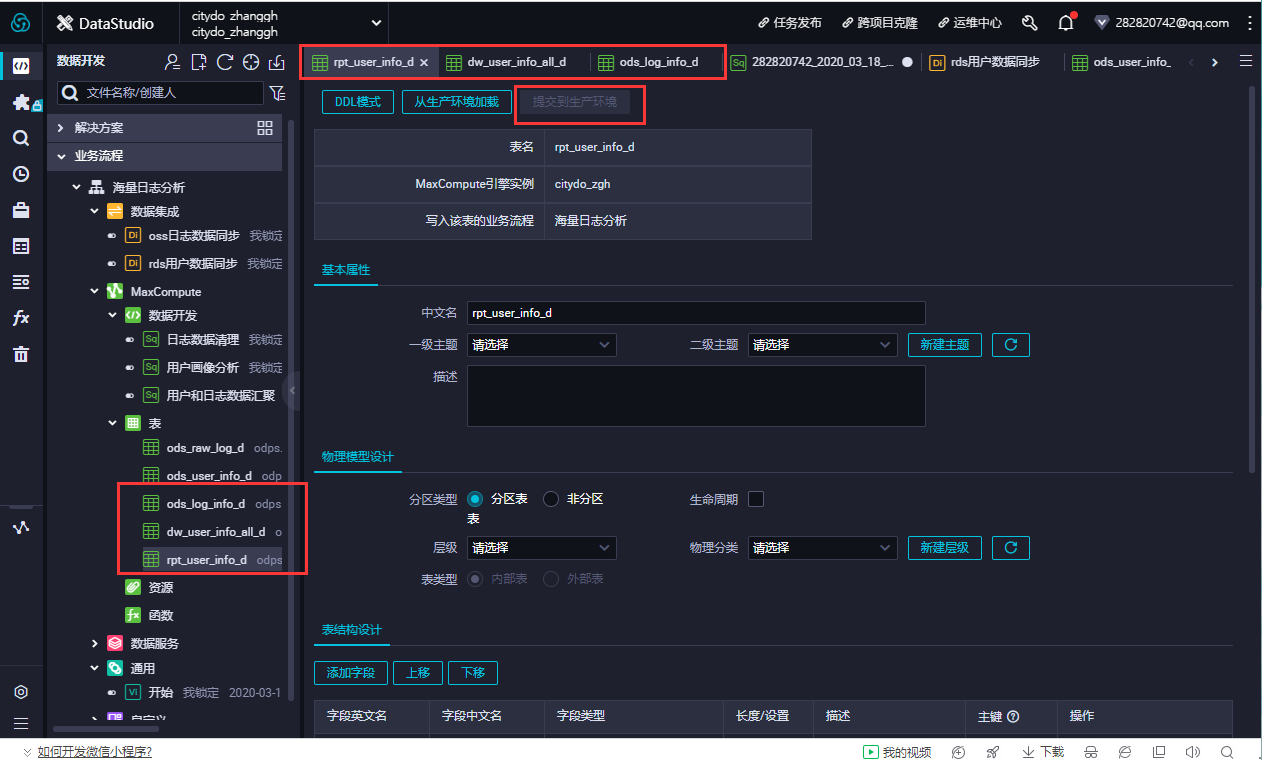 DataStudio
citydo_zhanggh
citydo_zhanggh
任务发布
跨项目克隆
运维中心
282820742@qq.com
数据开发
文件名称/创建人
解决方案
业务流程
海量日志分析
数据集成
Di oss日志数据同步 我锁定
Di rds用户数据同步 我锁定
MaxCompute
数据开发
Sq 日志数据清理 我锁定
Sq 用户画像分析 我锁定
Sq 用户和日志数据汇聚
表
ods_raw_log_d odps.
ods_user_info_d odp
ods_log_info_d odps
dw_user_info_all_d o
rpt_user_info_d odps
资源
fx 函数
数据服务
通用
Vi 开始 我锁定 2020-03-1
fx
rpt_user_info_d ×
dw_user_info_all_d
ods_log_info_d
Sq 282820742_2020_03_18_...
Di rds用户数据同步
ods_user_info_
DDL模式
从生产环境加载
提交到生产环境
表名 rpt_user_info_d
MaxCompute引擎实例 citydo_zgh
写入该表的业务流程 海量日志分析
基本属性
中文名 rpt_user_info_d
一级主题 请选择 二级主题 请选择 新建主题
描述
物理模型设计
分区类型 分区表 非分区 生命周期
层级 请选择 物理分类 请选择 新建层级
表类型 内部表 外部表
表结构设计
添加字段 上移 下移
字段英文名 字段中文名 字段类型 长度/设置 描述 主键 操作
如何开发微信小程序?
我的视频
下载